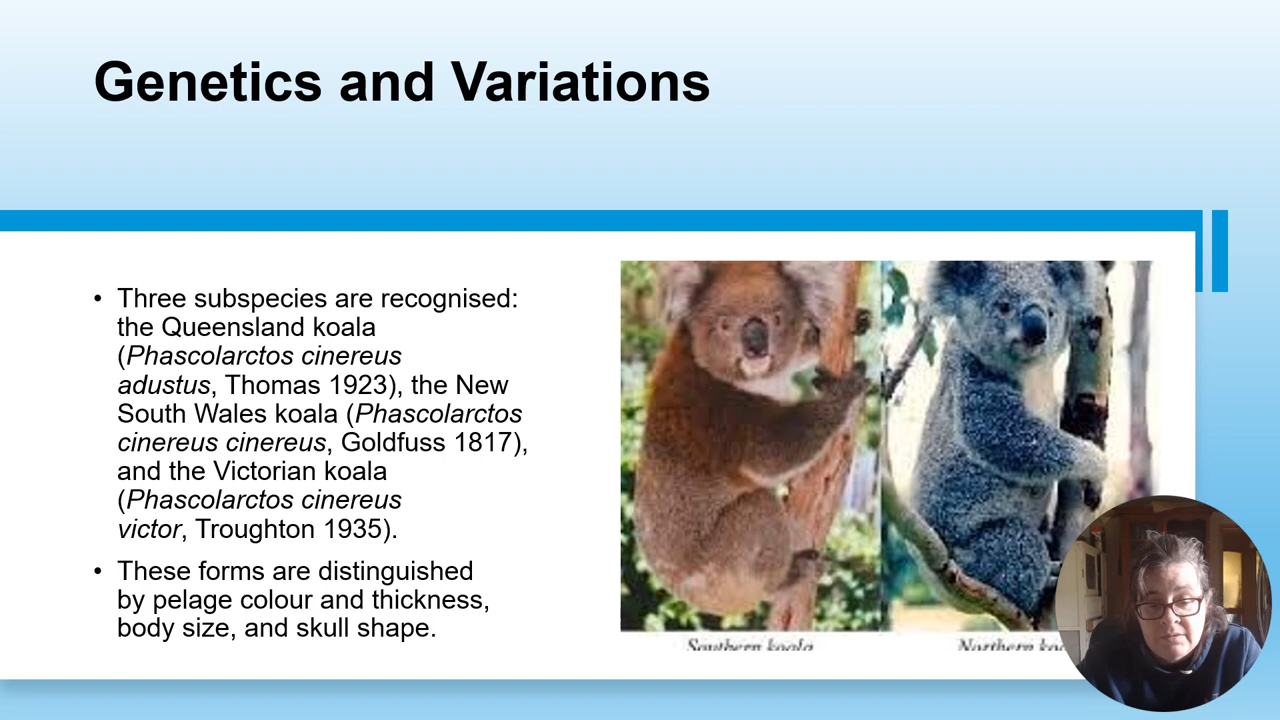 Genetics and Variations
• Three subspecies are recognised:
the Queensland koala
(Phascolarctos cinereus
adustus, Thomas 1923), the New
South Wales koala (Phascolarctos
cinereus cinereus, Goldfuss 1817),
and the Victorian koala
(Phascolarctos cinereus
victor, Troughton 1935).
• These forms are distinguished
by pelage colour and thickness,
body size, and skull shape.
Southern koala
Northern